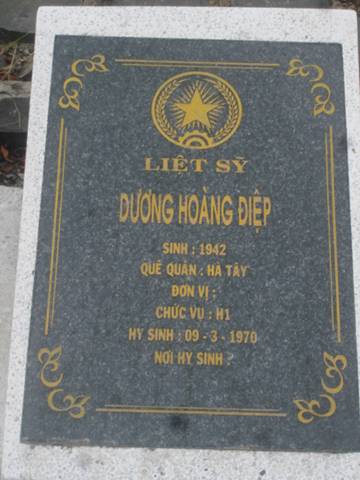 LIỆT SỸ
DƯƠNG HOÀNG ĐIỆP
SINH : 1942
QUÊ QUÁN : HÀ TÂY
ĐƠN VỊ :
CHỨC VỤ : H1
HY SINH : 09 - 3 - 1970
NƠI HY SINH :